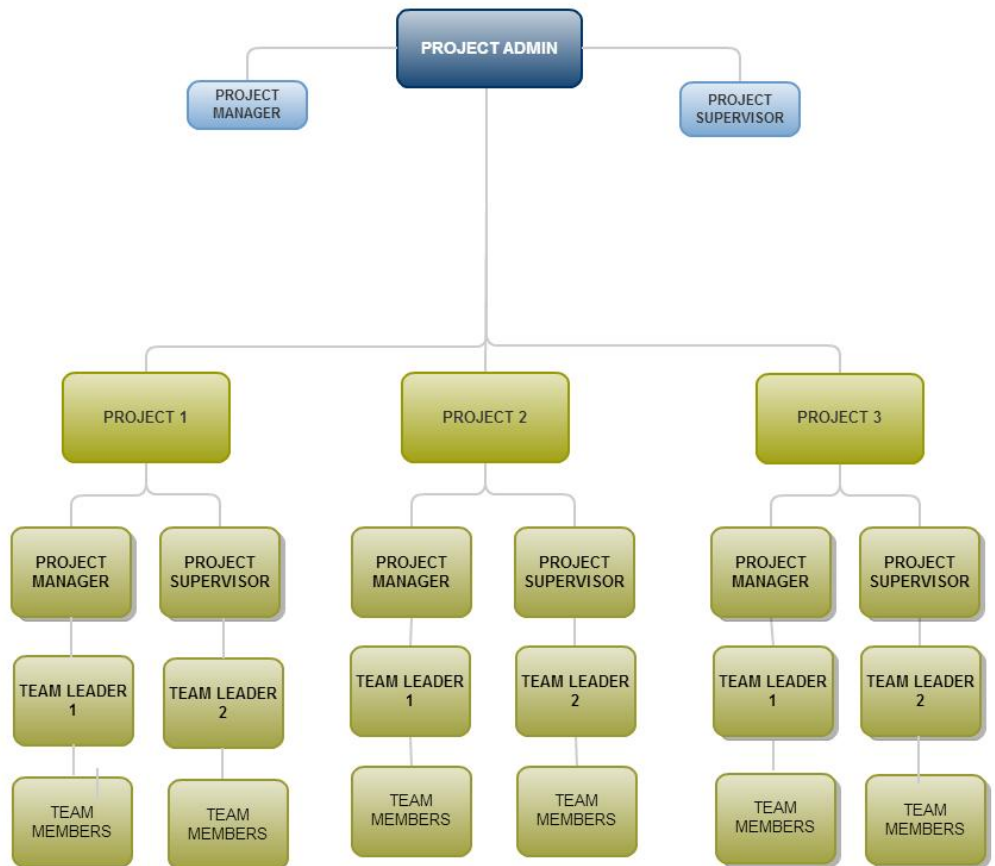 PROJECT ADMIN
PROJECT
MANAGER
PROJECT
SUPERVISOR
PROJECT 1
PROJECT 2
PROJECT 3
PROJECT
MANAGER
PROJECT
SUPERVISOR
PROJECT
MANAGER
PROJECT
SUPERVISOR
PROJECT
MANAGER
PROJECT
SUPERVISOR
TEAM LEADER
1
TEAM LEADER
2
TEAM LEADER
1
TEAM LEADER
2
TEAM LEADER
1
TEAM LEADER
2
TEAM
MEMBERS
TEAM
MEMBERS
TEAM
MEMBERS
TEAM
MEMBERS
TEAM
MEMBERS
TEAM
MEMBERS